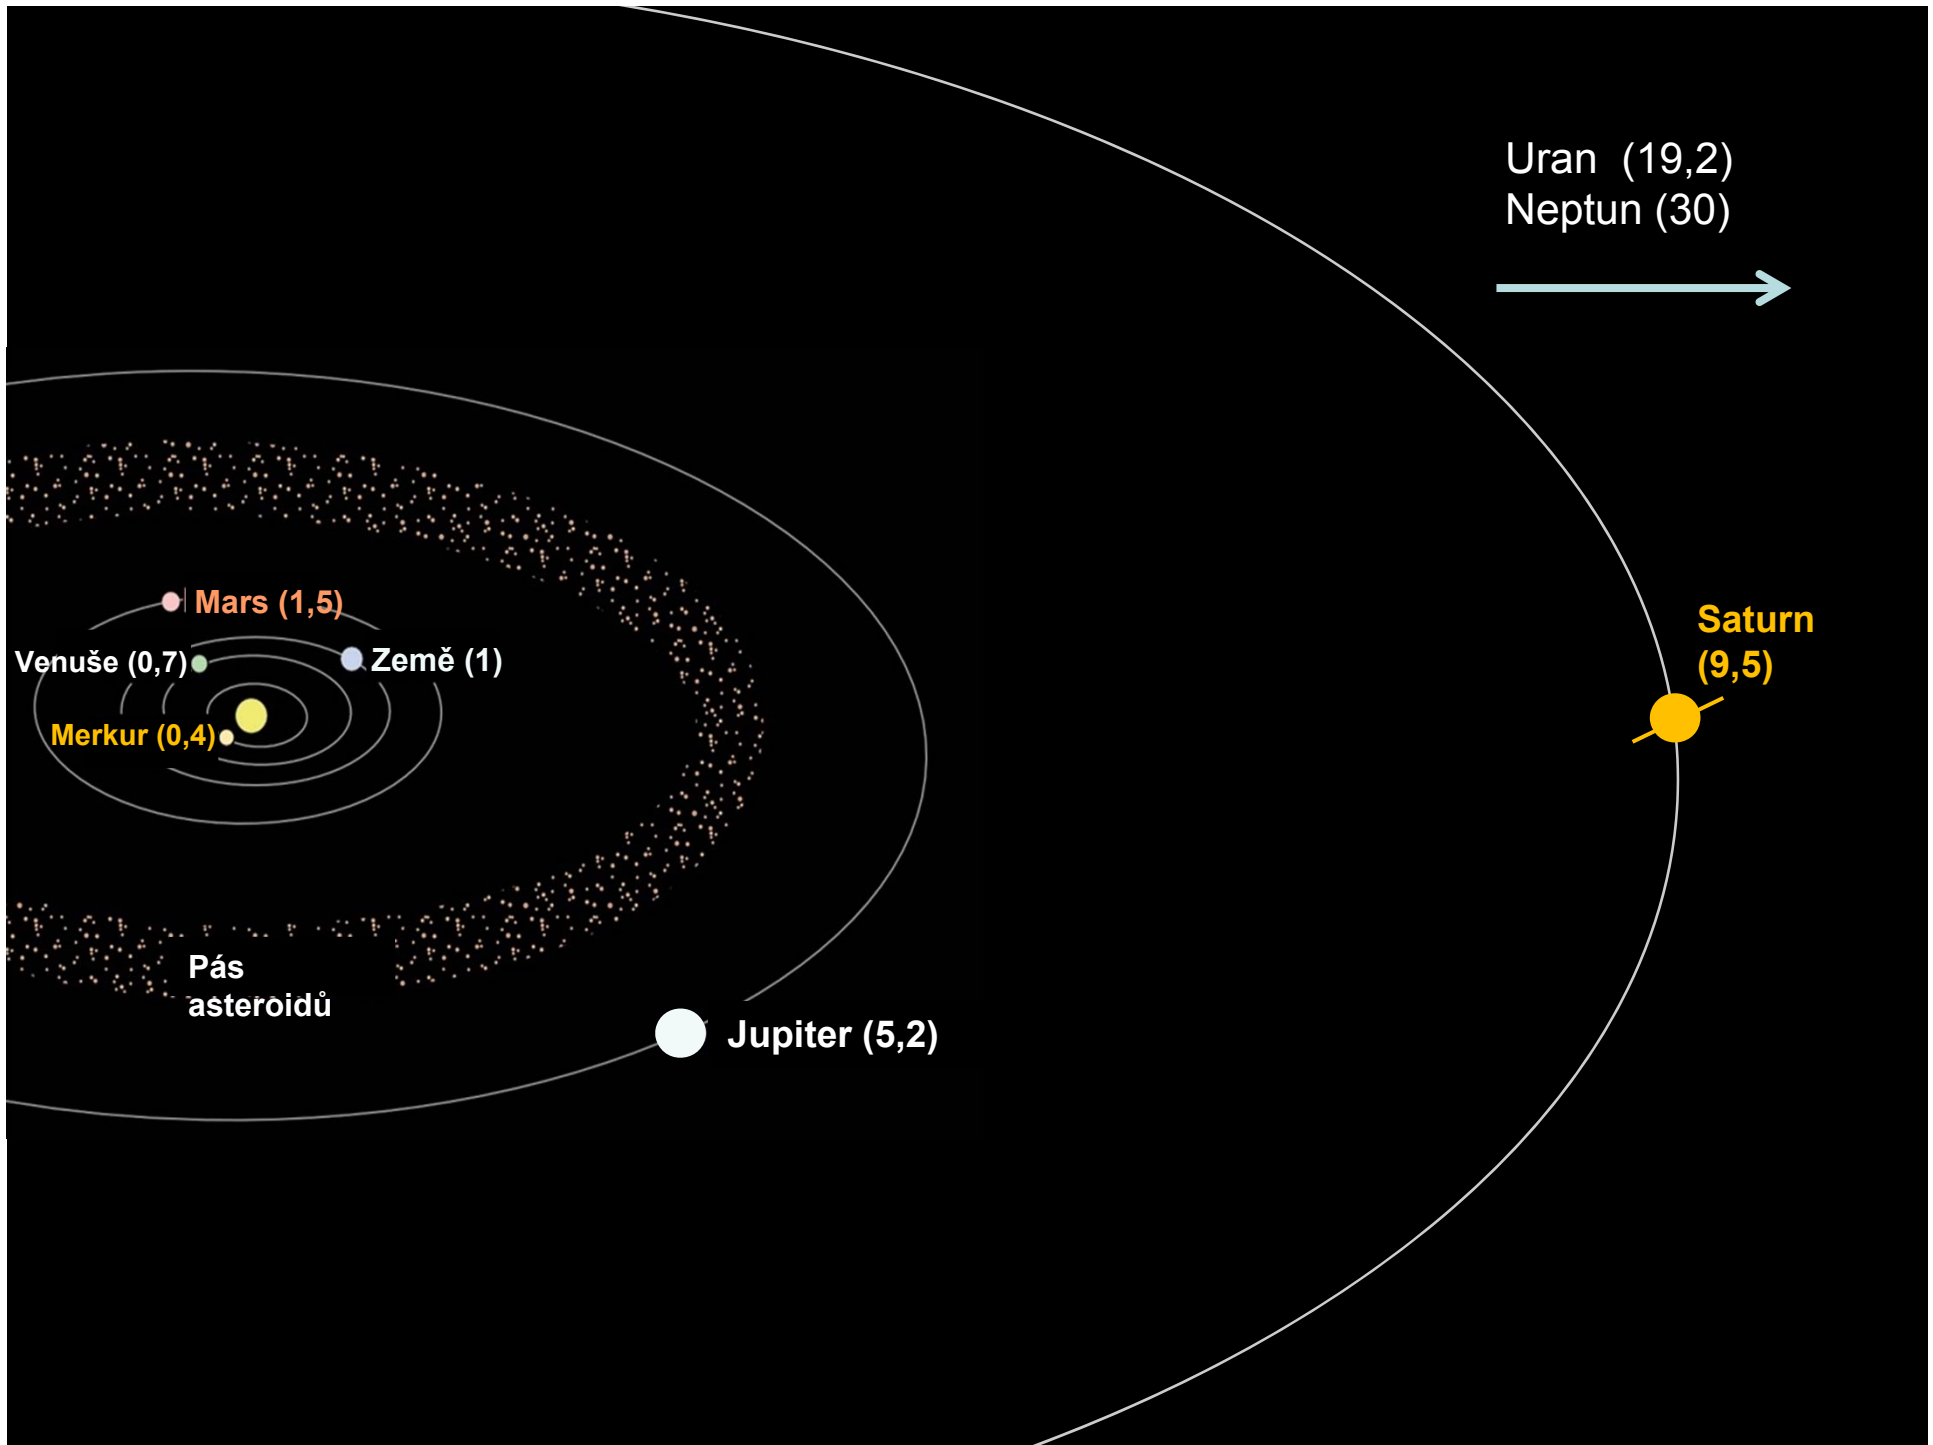 Uran (19,2)
Neptun (30)
Mars (1,5)
Saturn
(9,5)
Venuše (0,7)
Země (1)
Merkur (0,4)
Pás
asteroidů
Jupiter (5,2)